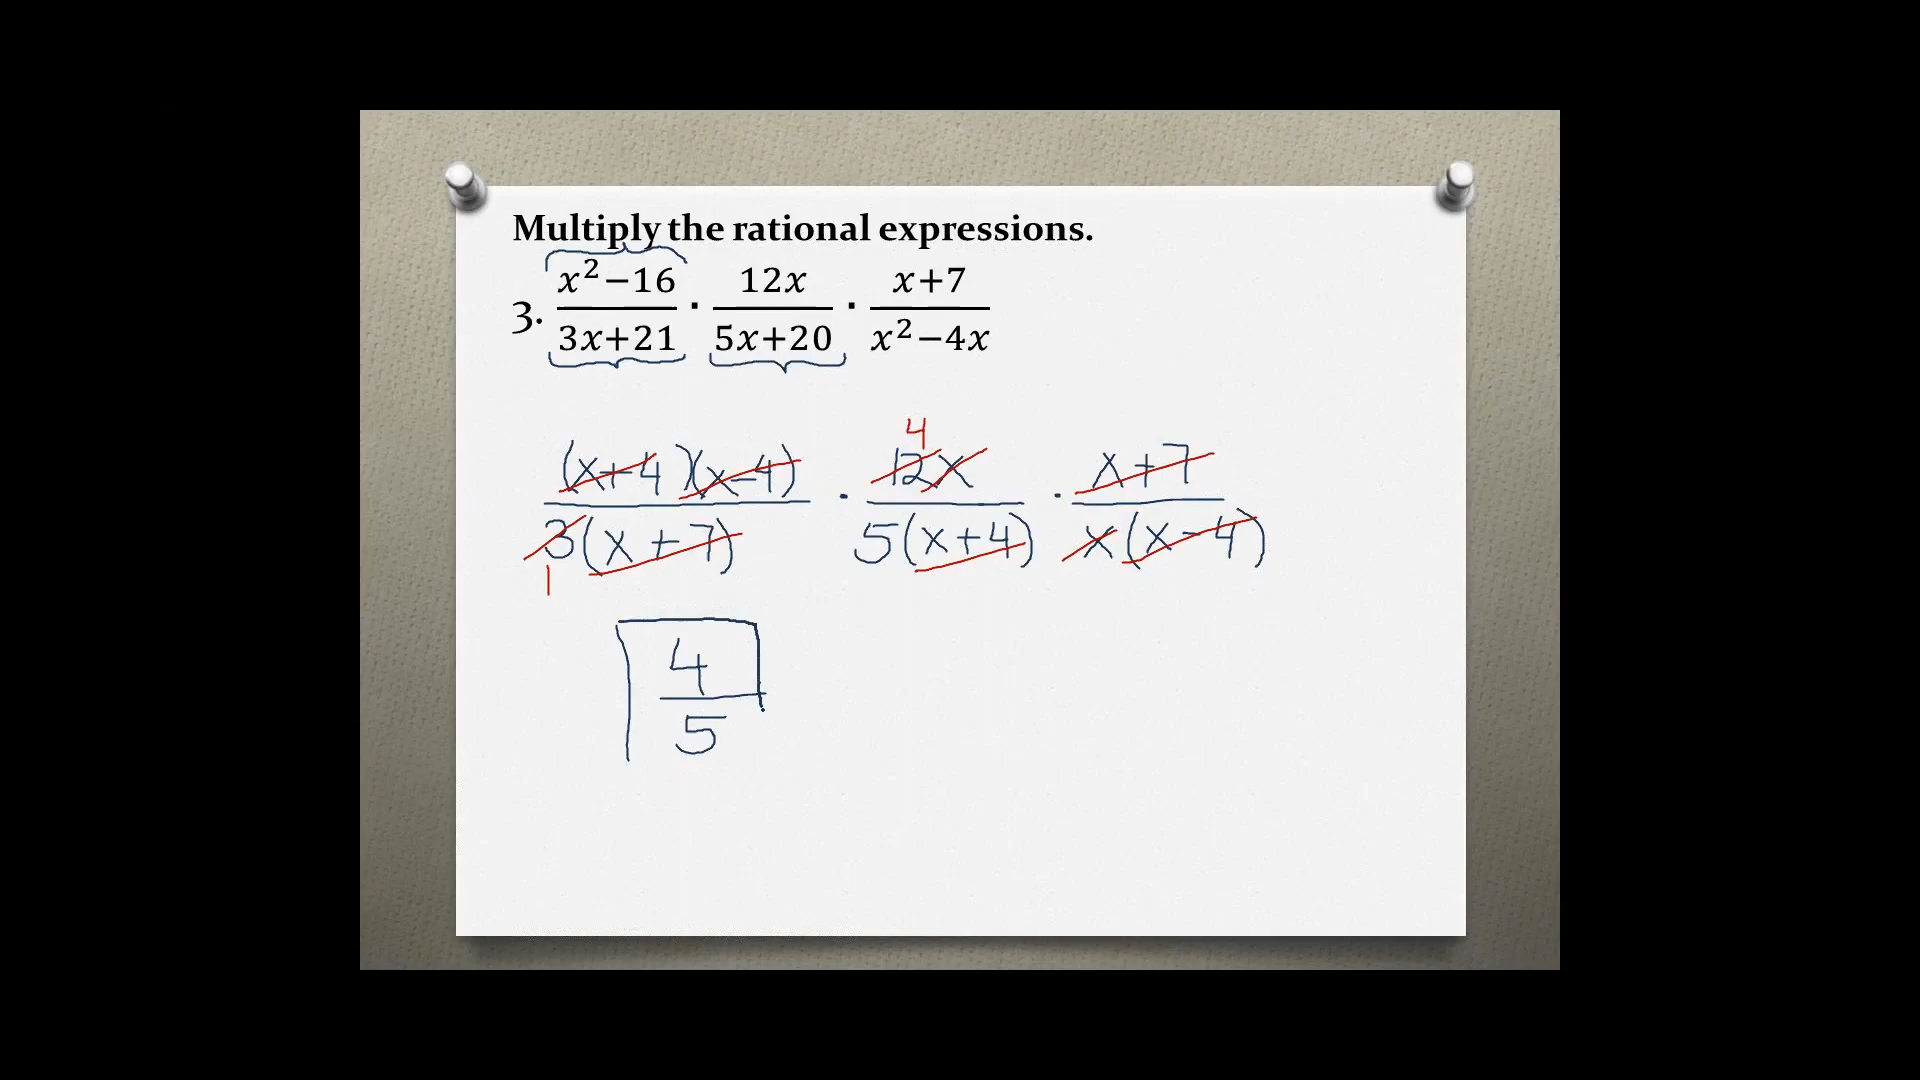 Multiply the rational expressions.
3. x²−16/3x+21 · 12x/5x+20 · x+7/x²−4x
4
(x+4)(x−4)/3(x+7) · 12x/5(x+4) · x+7/x(x−4)
1
4/5